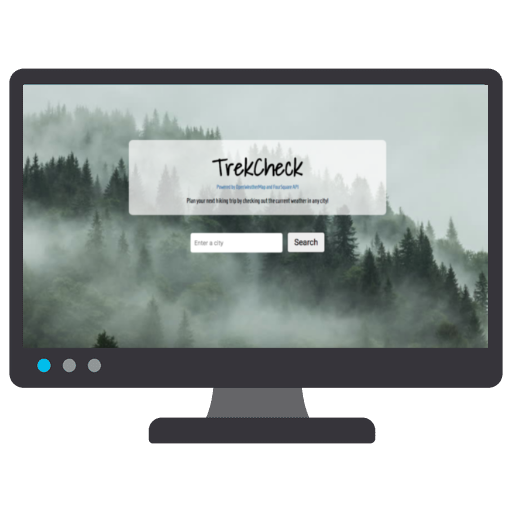 TrekCheck
Powered by OpenWeatherMap and FourSquare API
Plan your next hiking trip by checking out the current weather in any city!
Enter a city
Search